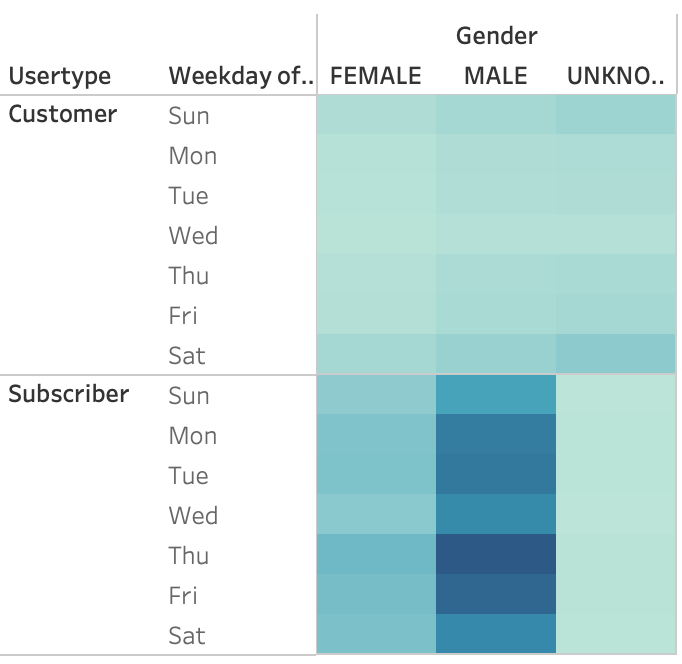 Gender
Usertype Weekday of.. FEMALE MALE UNKNO..
Customer Sun
Mon
Tue
Wed
Thu
Fri
Sat
Subscriber Sun
Mon
Tue
Wed
Thu
Fri
Sat